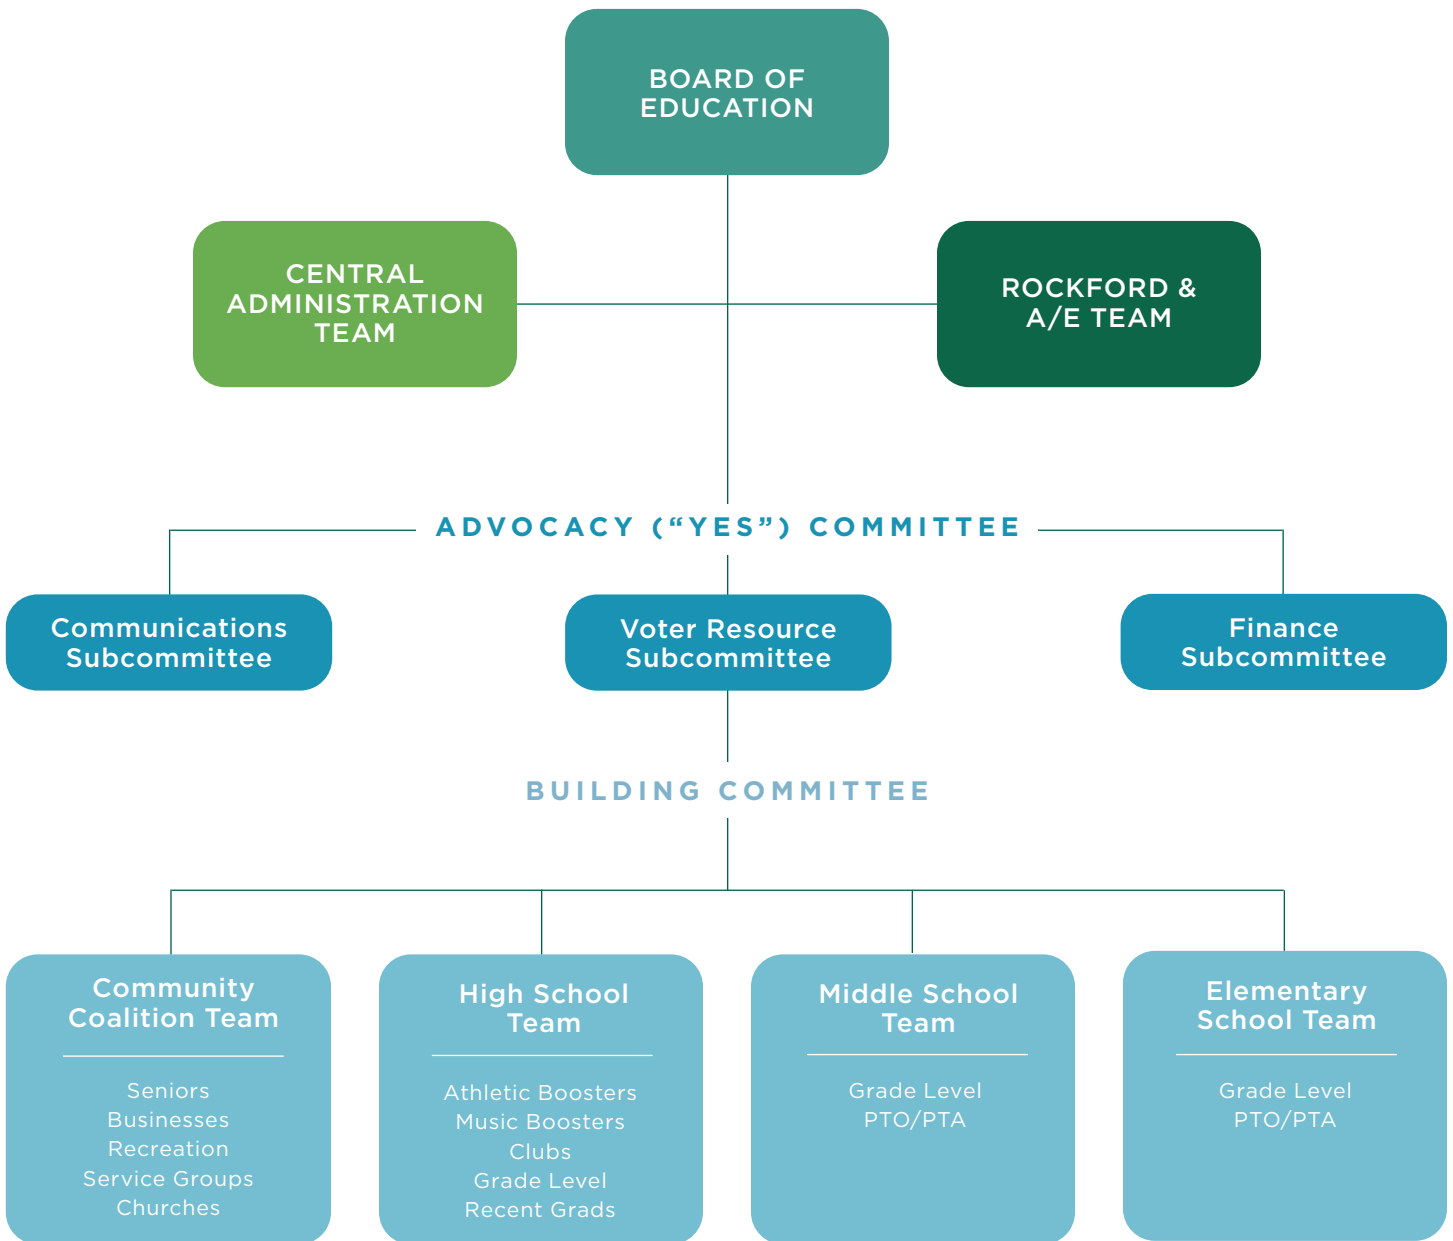 BOARD OF
EDUCATION
CENTRAL
ADMINISTRATION
TEAM
ROCKFORD &
A/E TEAM
ADVOCACY (“YES”) COMMITTEE
Communications
Subcommittee
Voter Resource
Subcommittee
Finance
Subcommittee
BUILDING COMMITTEE
Community
Coalition Team
Seniors
Businesses
Recreation
Service Groups
Churches
High School
Team
Athletic Boosters
Music Boosters
Clubs
Grade Level
Recent Grads
Middle School
Team
Grade Level
PTO/PTA
Elementary
School Team
Grade Level
PTO/PTA